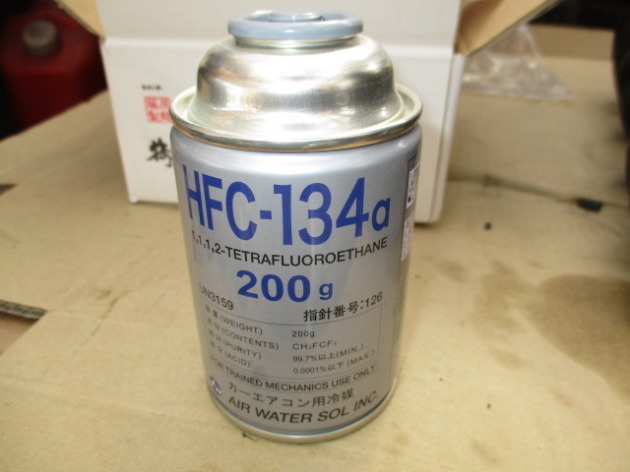 HFC-134a
1,1,1,2-TETRAFLUOROETHANE
200g
UN3159 指針番号:126
(WEIGHT) 200g
(CONTENTS) CH₂FCF₃
(PURITY) 99.7%以上(MIN.)
(ACID) 0.0001%以下(MAX.)
FOR TRAINED MECHANICS USE ONLY
カーエアコン用冷媒
AIR WATER SOL INC.